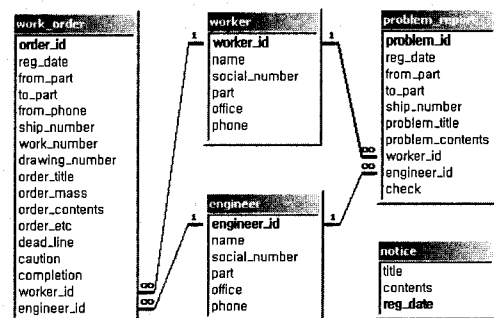 work_order
order_id
reg_date
from_part
to_part
from_phone
ship_number
work_number
drawing_number
order_title
order_mass
order_contents
order_etc
dead_line
caution
completion
worker_id
engineer_id
worker
worker_id
name
social_number
part
office
phone
engineer
engineer_id
name
social_number
part
office
phone
problem_report
problem_id
reg_date
from_part
to_part
ship_number
problem_title
problem_contents
worker_id
engineer_id
check
notice
title
contents
reg_date
1
1
1
1
∞
∞
∞
∞